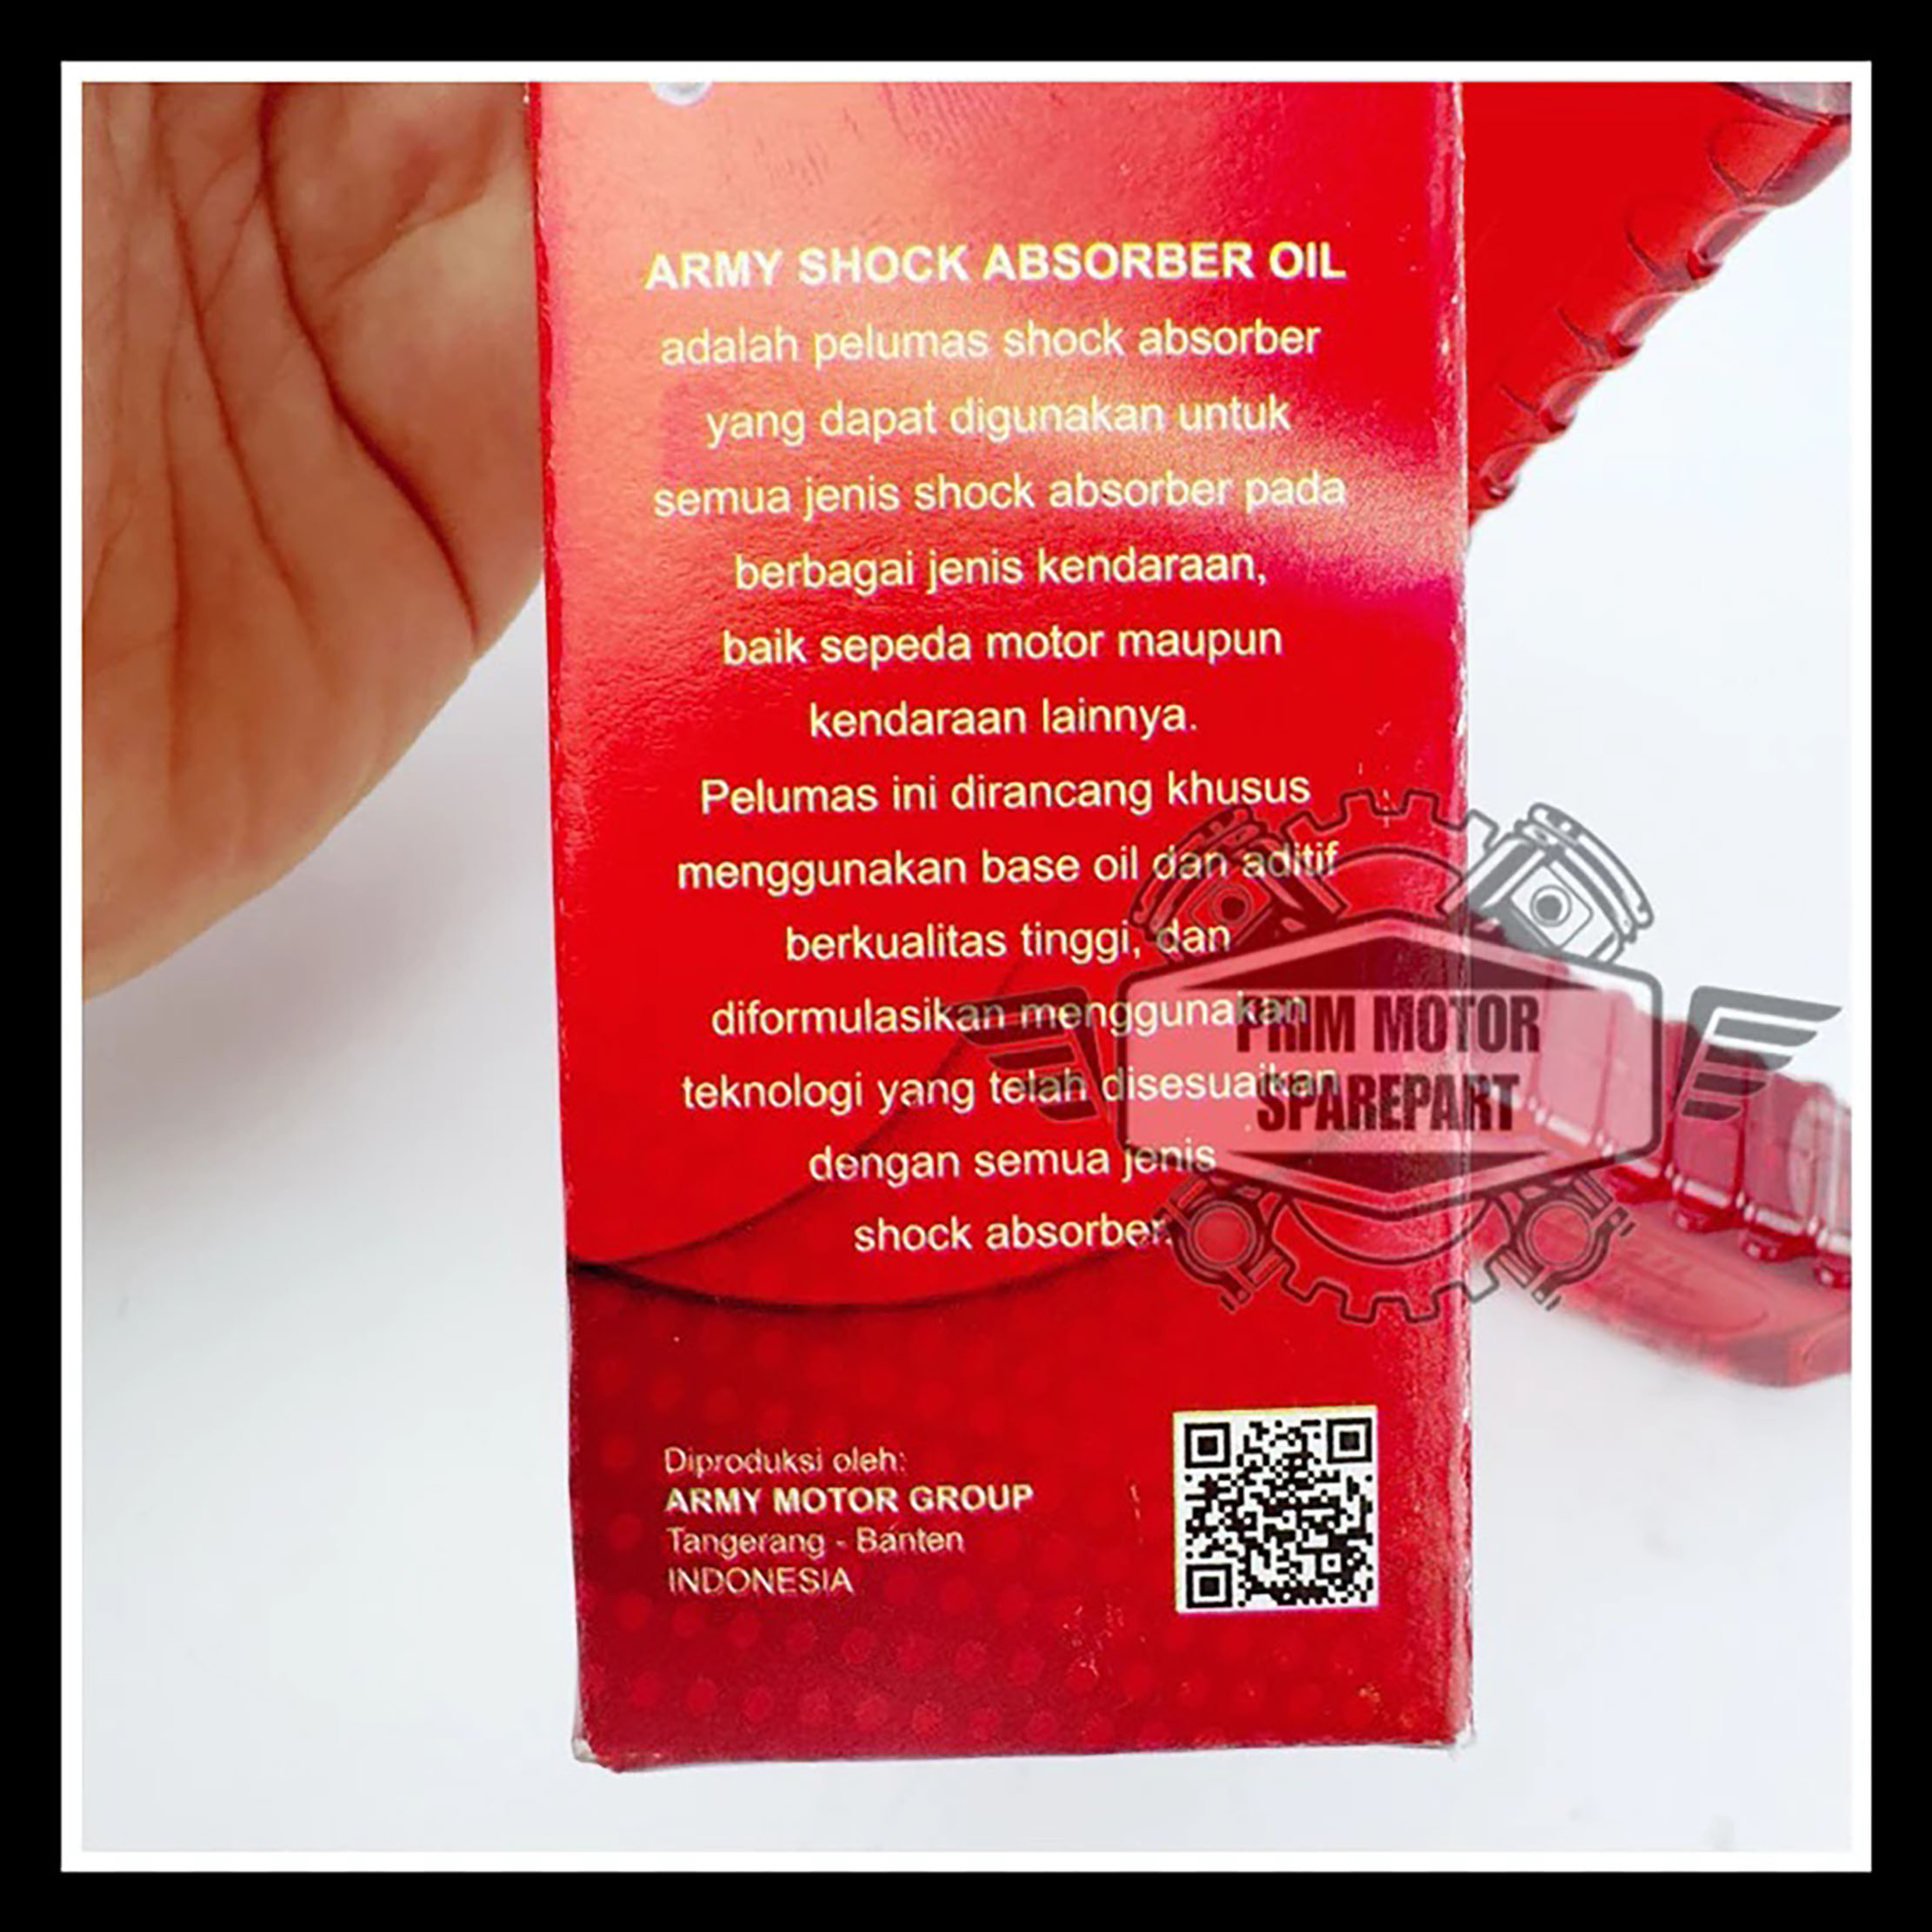 ARMY SHOCK ABSORBER OIL
adalah pelumas shock absorber
yang dapat digunakan untuk
semua jenis shock absorber pada
berbagai jenis kendaraan,
baik sepeda motor maupun
kendaraan lainnya.
Pelumas ini dirancang khusus
menggunakan base oil dan aditif
berkualitas tinggi, dan
diformulasikan menggunakan
teknologi yang telah disesuaikan
dengan semua jenis
shock absorber.
PRIM MOTOR
SPAREPART
Diproduksi oleh:
ARMY MOTOR GROUP
Tangerang - Banten
INDONESIA